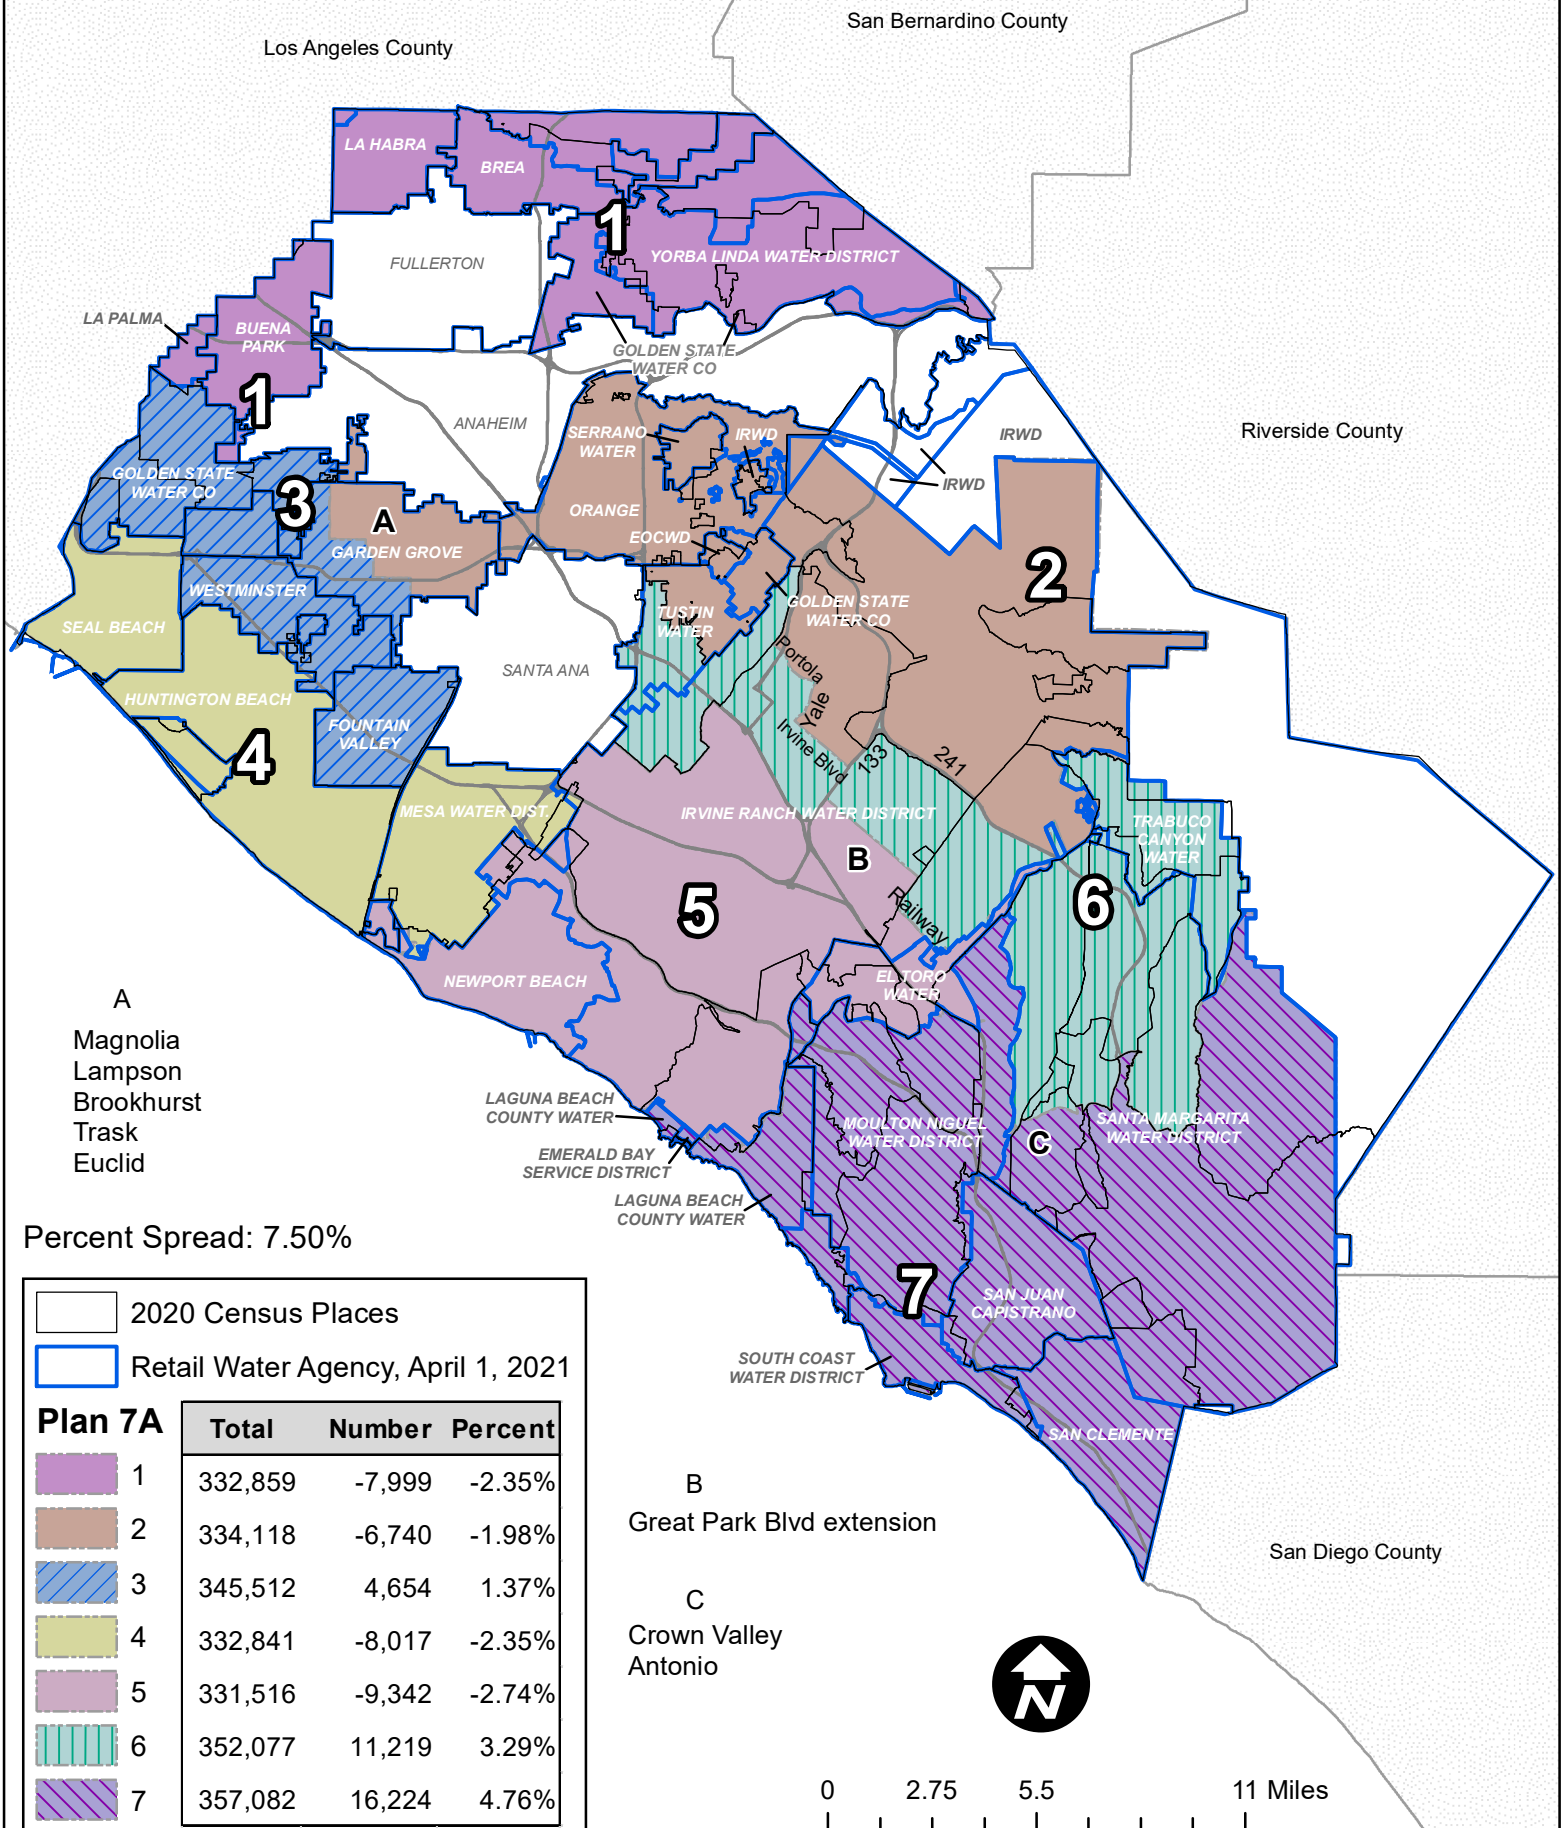 San Bernardino County
Los Angeles County
LA HABRA
BREA
1
FULLERTON
YORBA LINDA WATER DISTRICT
LA PALMA
BUENA
PARK
GOLDEN STATE
WATER CO
1
ANAHEIM
SERRANO
WATER
IRWD
IRWD
Riverside County
GOLDEN STATE
WATER CO
IRWD
3
A
ORANGE
EOCWD
GARDEN GROVE
2
WESTMINSTER
GOLDEN STATE
WATER CO
TUSTIN
WATER
SEAL BEACH
Portola
SANTA ANA
HUNTINGTON BEACH
Yale
FOUNTAIN
VALLEY
Irvine Blvd
133
241
4
MESA WATER DIST.
IRVINE RANCH WATER DISTRICT
TRABUCO
CANYON
WATER
B
5
6
Railway
NEWPORT BEACH
EL TORO
WATER
A
Magnolia
Lampson
Brookhurst
Trask
Euclid
LAGUNA BEACH
COUNTY WATER
MOULTON NIGUEL
WATER DISTRICT
SANTA MARGARITA
WATER DISTRICT
C
EMERALD BAY
SERVICE DISTRICT
LAGUNA BEACH
COUNTY WATER
Percent Spread: 7.50%
7
SAN JUAN
CAPISTRANO
SOUTH COAST
WATER DISTRICT
SAN CLEMENTE
2020 Census Places
Retail Water Agency, April 1, 2021
Plan 7A
Total Number Percent
1 332,859 -7,999 -2.35%
2 334,118 -6,740 -1.98%
3 345,512 4,654 1.37%
4 332,841 -8,017 -2.35%
5 331,516 -9,342 -2.74%
6 352,077 11,219 3.29%
7 357,082 16,224 4.76%
B
Great Park Blvd extension
C
Crown Valley
Antonio
San Diego County
N
0 2.75 5.5 11 Miles